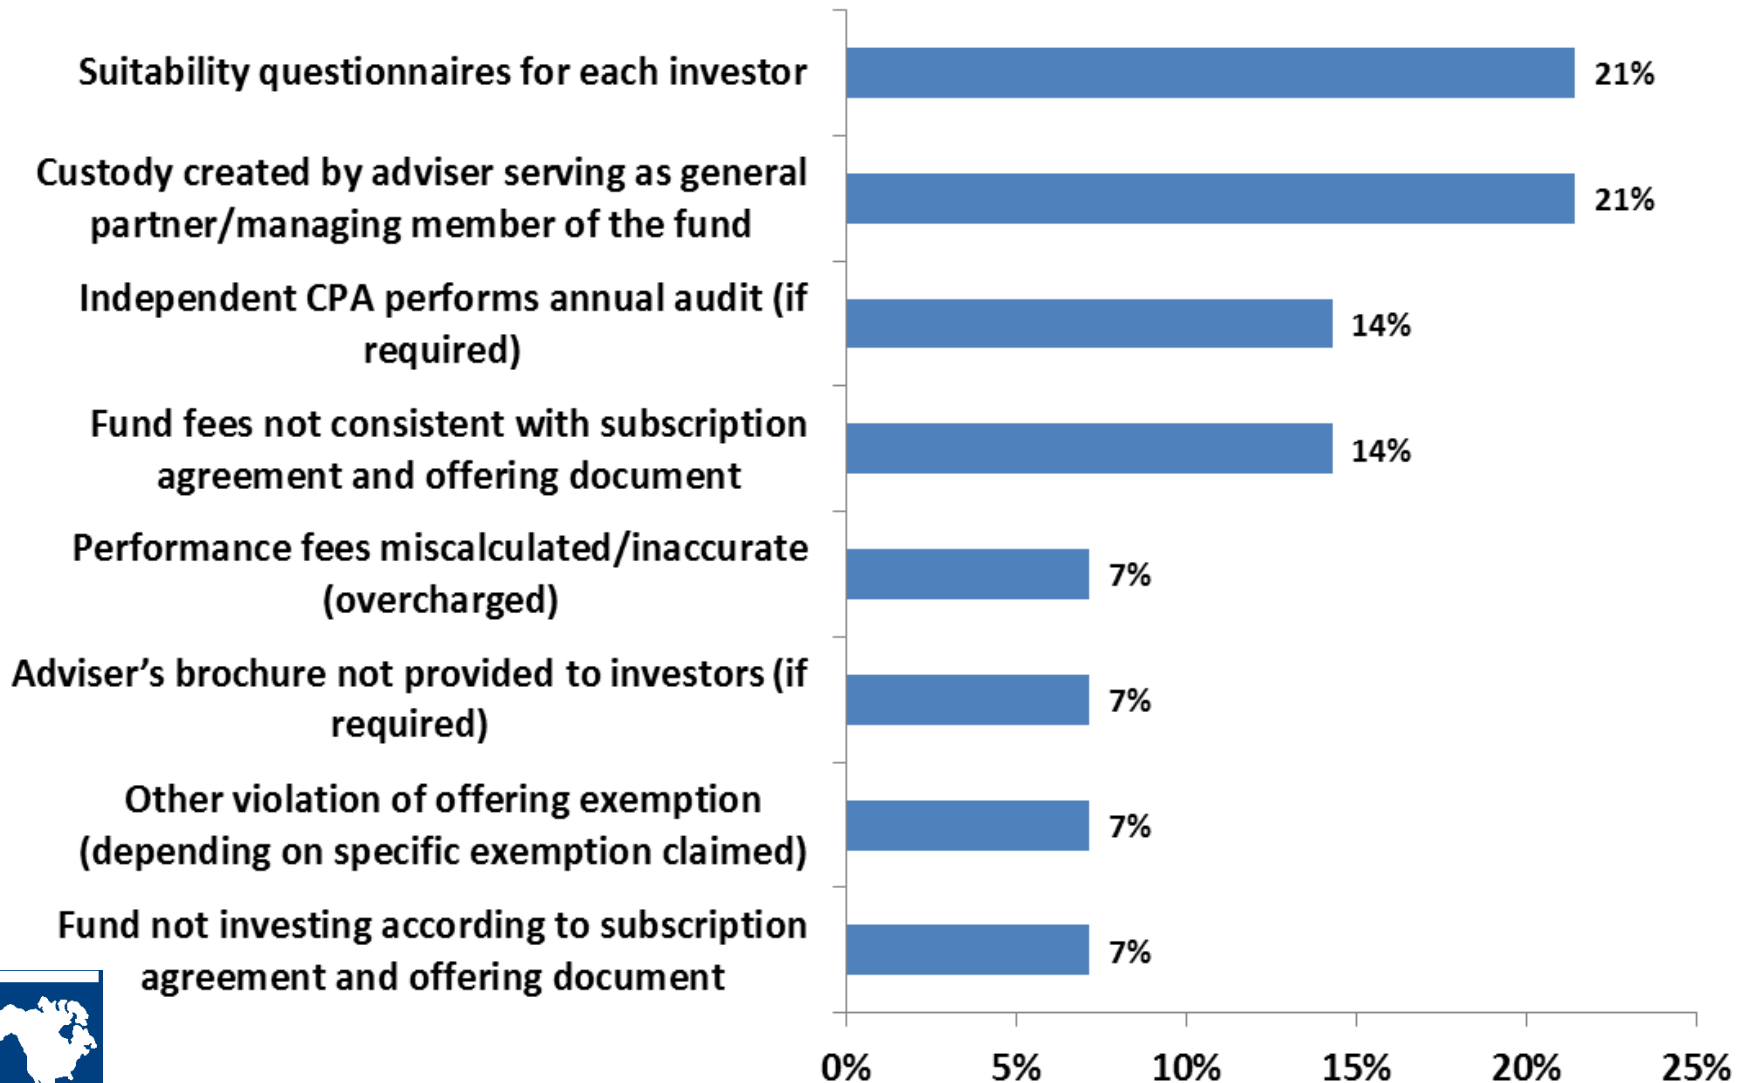 Suitability questionnaires for each investor
21%
Custody created by adviser serving as general
partner/managing member of the fund
21%
Independent CPA performs annual audit (if
required)
14%
Fund fees not consistent with subscription
agreement and offering document
14%
Performance fees miscalculated/inaccurate
(overcharged)
7%
Adviser’s brochure not provided to investors (if
required)
7%
Other violation of offering exemption
(depending on specific exemption claimed)
7%
Fund not investing according to subscription
agreement and offering document
7%
0% 5% 10% 15% 20% 25%